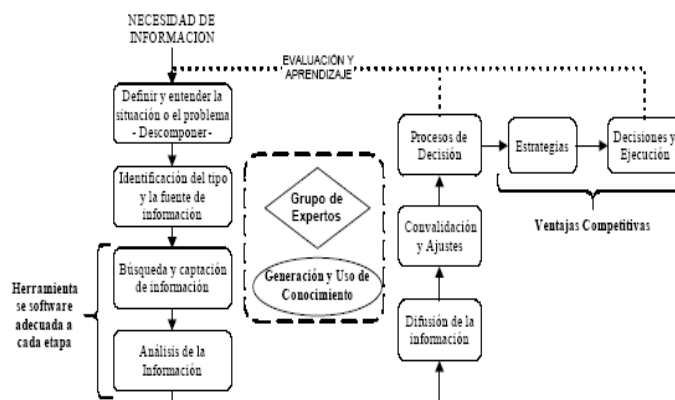 NECESIDAD DE
INFORMACION
EVALUACIÓN Y
APRENDIZAJE
Definir y entender la
situación o el problema
- Descomponer-
Identificación del tipo
y la fuente de
información
Búsqueda y captación
de información
Análisis de la
Información
Herramienta
se software
adecuada a
cada etapa
Grupo de
Expertos
Generación y Uso de
Conocimiento
Procesos de
Decisión
Convalidación
y Ajustes
Difusión de la
información
Estrategias
Decisiones y
Ejecución
Ventajas Competitivas